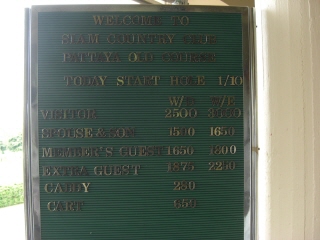 WELCOME TO
SIAM COUNTRY CLUB
PATTAYA OLD COURSE
TODAY START HOLE 1/10
W/D W/E
VISITOR 2500
SPOUSE&SON 1500 1650
MEMBER'S GUEST 1650 1800
EXTRA GUEST 1875 2250
CADDY 250
CART 650